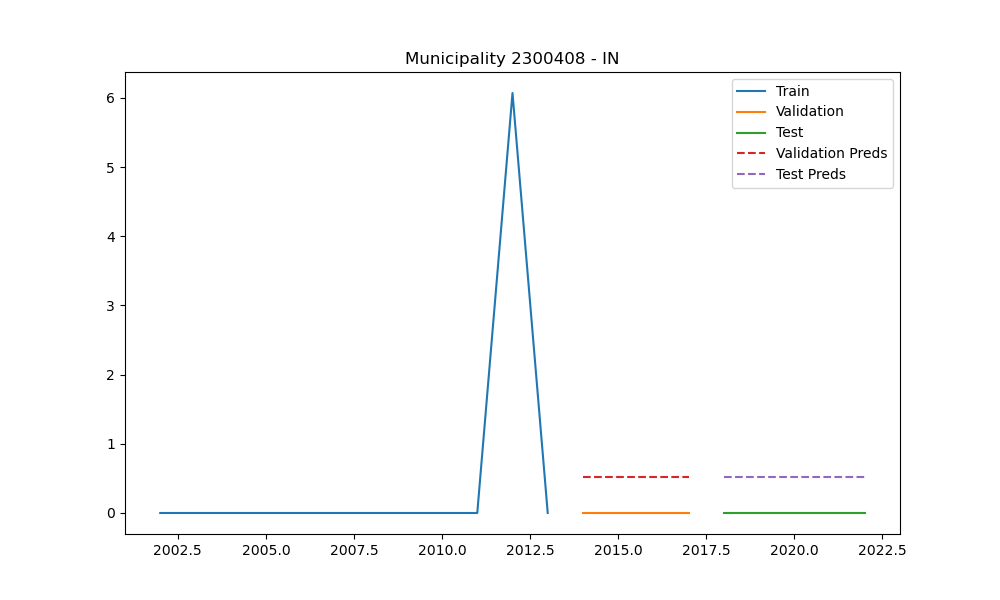 Municipality 2300408 - IN
Train
Validation
Test
Validation Preds
Test Preds
6
5
4
3
2
1
0
2002.5 2005.0 2007.5 2010.0 2012.5 2015.0 2017.5 2020.0 2022.5